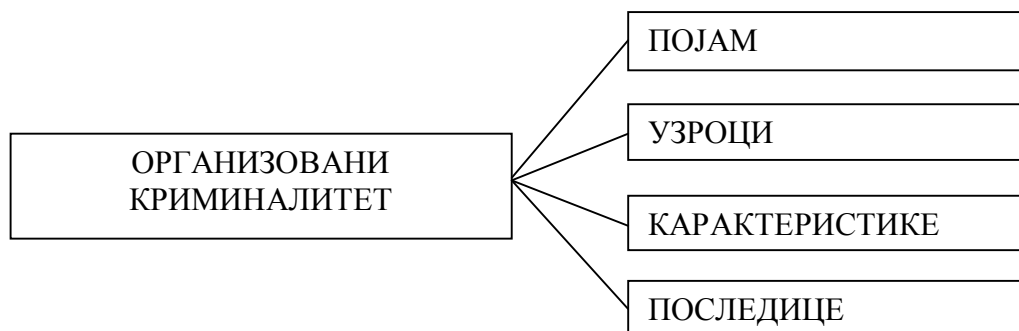 ОРГАНИЗОВАНИ
КРИМИНАЛИТЕТ
ПОЈАМ
УЗРОЦИ
КАРАКТЕРИСТИКЕ
ПОСЛЕДИЦЕ